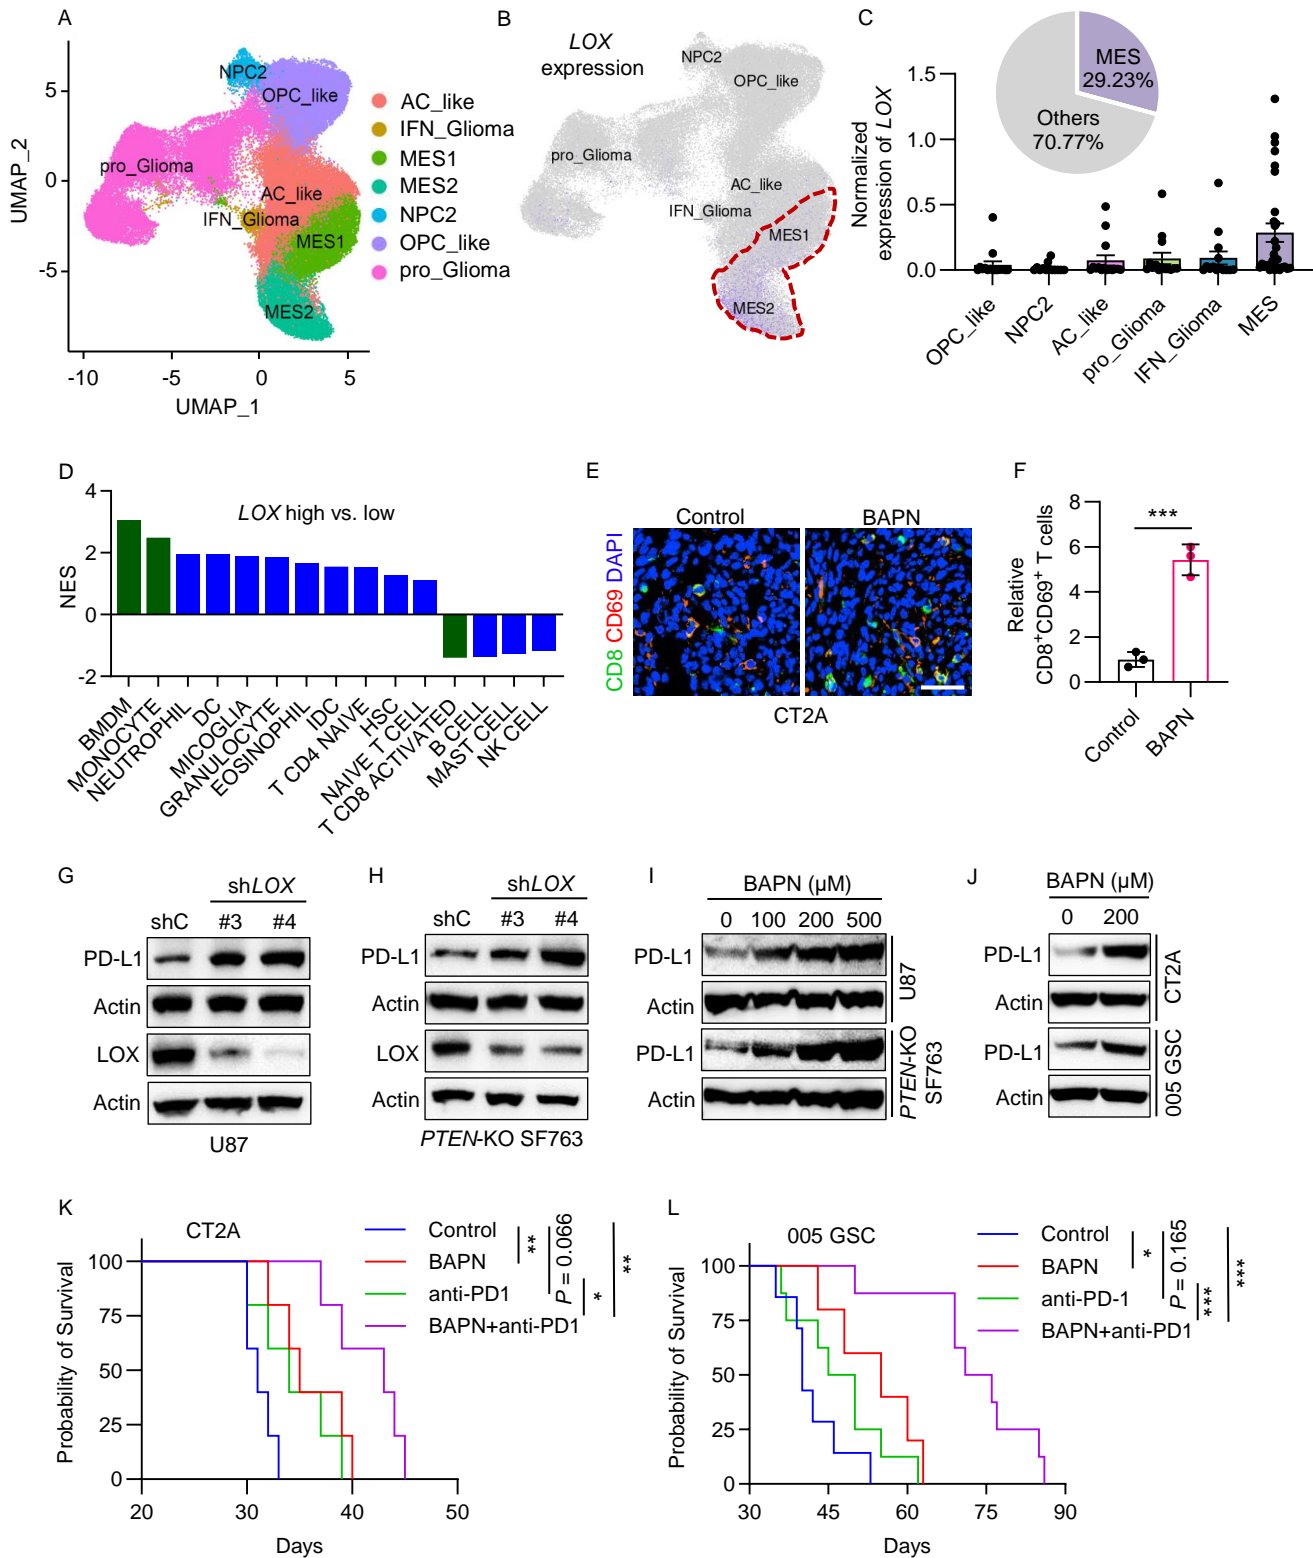 A
5
0
-5
UMAP_2
-10
-5
0
5
UMAP_1
NPC2
OPC_like
pro_Glioma
AC_like
IFN_Glioma
MES1
MES2
AC_like
IFN_Glioma
MES1
MES2
NPC2
OPC_like
pro_Glioma
B
LOX
expression
NPC2
OPC_like
pro_Glioma
AC_like
IFN_Glioma
MES1
MES2
C
MES
29.23%
Others
70.77%
Normalized
expression of LOX
1.5
1.0
0.5
0.0
OPC_like
NPC2
AC_like
pro_Glioma
IFN_Glioma
MES
D
LOX high vs. low
NES
4
2
0
-2
BMDM
MONOCYTE
NEUTROPHIL
DC
MICOGLIA
GRANULOCYTE
EOSINOPHIL
IDC
T CD4 NAIVE
HSC
NAIVE T CELL
T CD8 ACTIVATED
B CELL
MAST CELL
NK CELL
E
Control
BAPN
CD8 CD69 DAPI
CT2A
F
Relative
CD8+CD69+ T cells
8
6
4
2
0
***
Control
BAPN
G
shLOX
shC
#3
#4
PD-L1
Actin
LOX
Actin
U87
H
shLOX
shC
#3
#4
PD-L1
Actin
LOX
Actin
PTEN-KO SF763
I
BAPN (μM)
0
100
200
500
PD-L1
Actin
U87
PD-L1
Actin
PTEN-KO
SF763
J
BAPN (μM)
0
200
PD-L1
Actin
CT2A
PD-L1
Actin
005 GSC
K
CT2A
Control
BAPN
anti-PD1
BAPN+anti-PD1
**
P = 0.066
*
**
Probability of Survival
100
75
50
25
0
20
30
40
50
Days
L
005 GSC
Control
BAPN
anti-PD-1
BAPN+anti-PD1
*
P = 0.165
***
***
Probability of Survival
100
75
50
25
0
30
45
60
75
90
Days